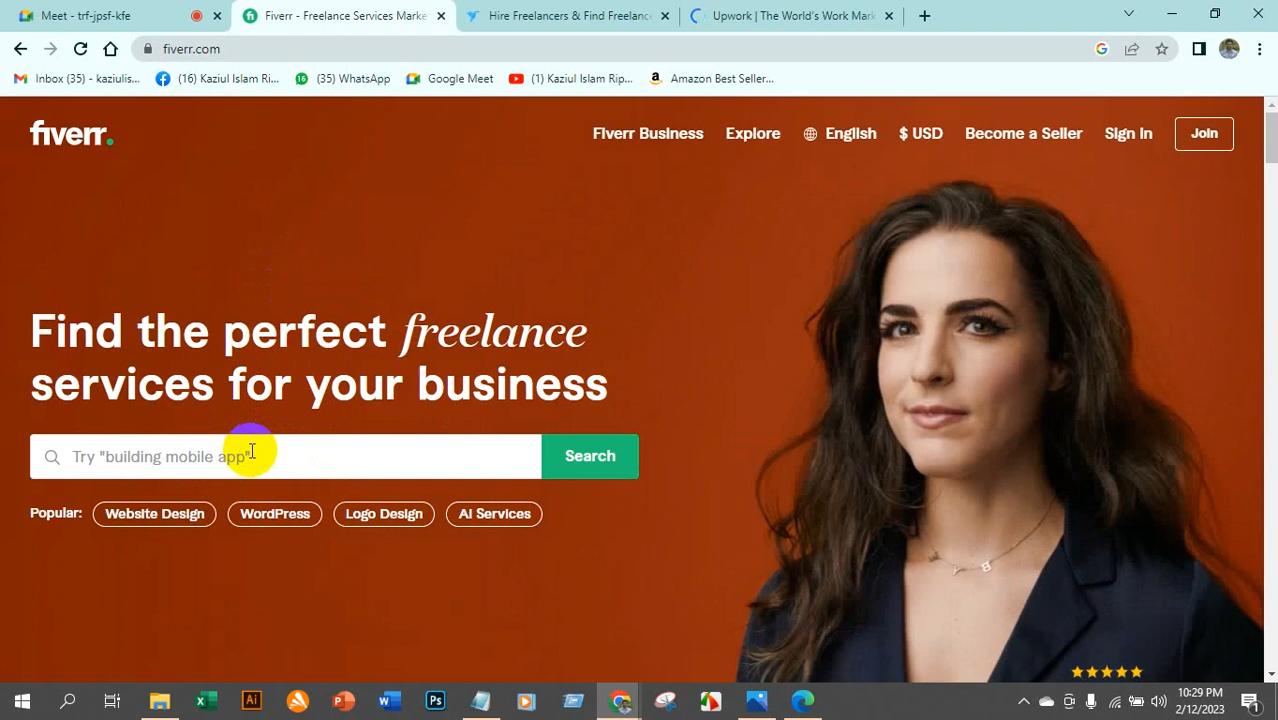 Meet - trf-jpsf-kfe
Fiverr - Freelance Services Marke
Hire Freelancers & Find Freelance
Upwork | The World's Work Mark
fiverr.com
Inbox (35) - kaziulis...
(16) Kaziul Islam Ri...
(35) WhatsApp
Google Meet
(1) Kaziul Islam Rip...
Amazon Best Seller...
fiverr.
Fiverr Business
Explore
English
$ USD
Become a Seller
Sign In
Join
Find the perfect freelance
services for your business
Try "building mobile app"
Search
Popular:
Website Design
WordPress
Logo Design
AI Services
10:29 PM
2/12/2023